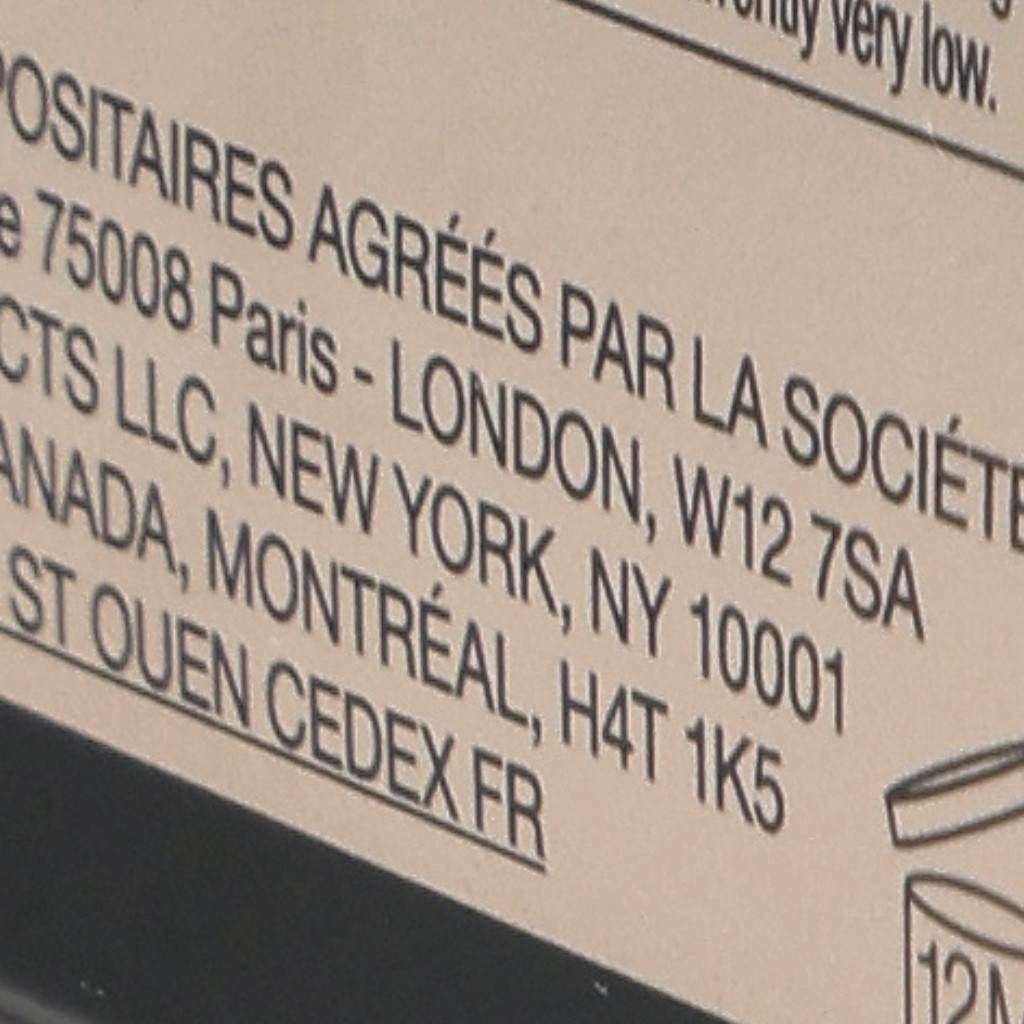 very low.
POSITAIRES AGRÉÉS PAR LA SOCIÉTÉ
e 75008 Paris - LONDON, W12 7SA
CTS LLC, NEW YORK, NY 10001
ANADA, MONTRÉAL, H4T 1K5
ST OUEN CEDEX FR
12M